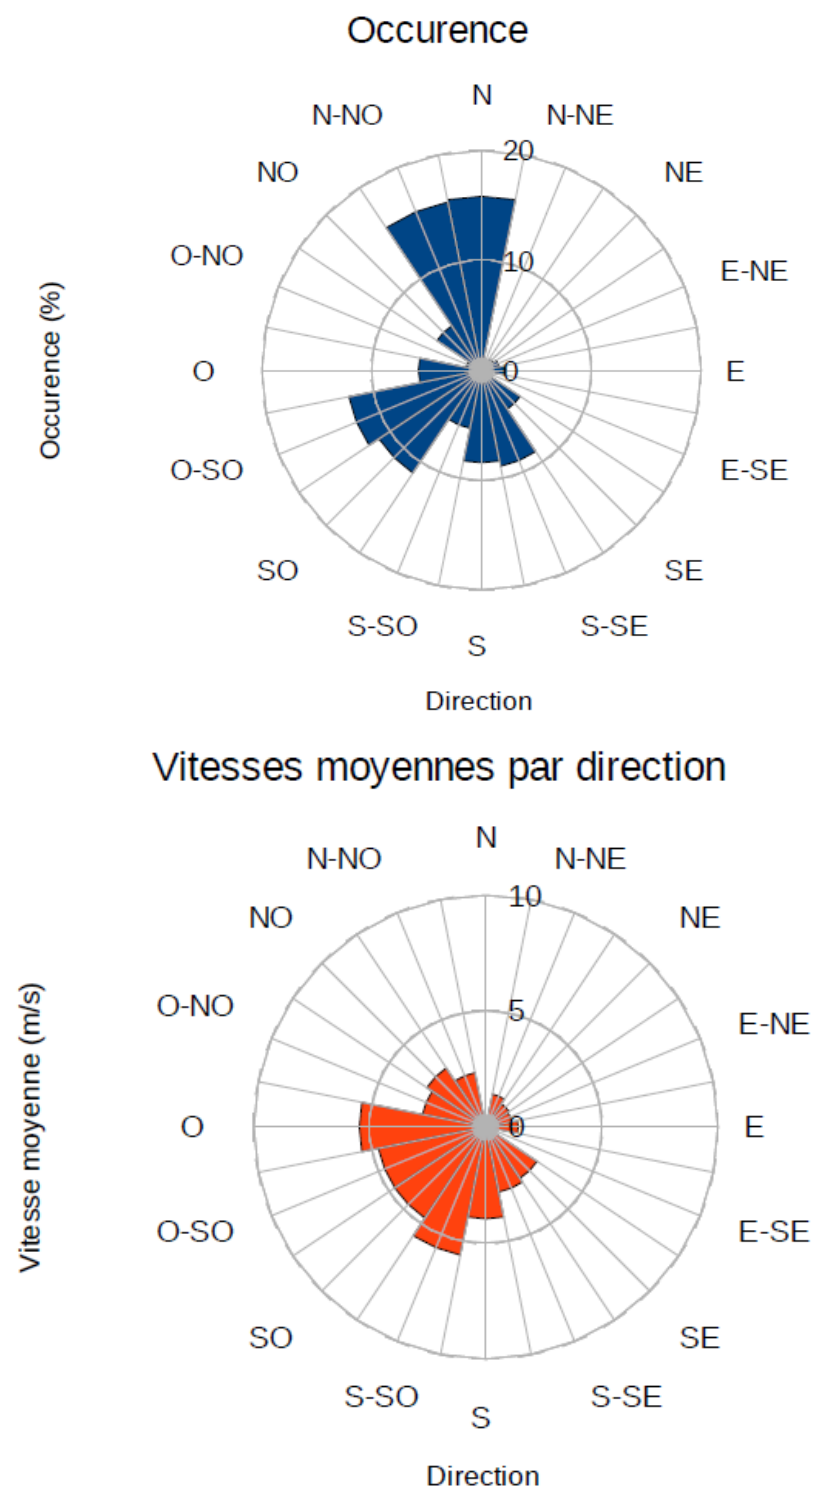 Occurence
N
N-NO
N-NE
20
NO
NE
O-NO
E-NE
10
Occurence (%)
O
0
E
O-SO
E-SE
SO
SE
S-SO
S-SE
S
Direction
Vitesses moyennes par direction
N
N-NO
N-NE
10
NO
NE
O-NO
E-NE
5
Vitesse moyenne (m/s)
O
0
E
O-SO
E-SE
SO
SE
S-SO
S-SE
S
Direction